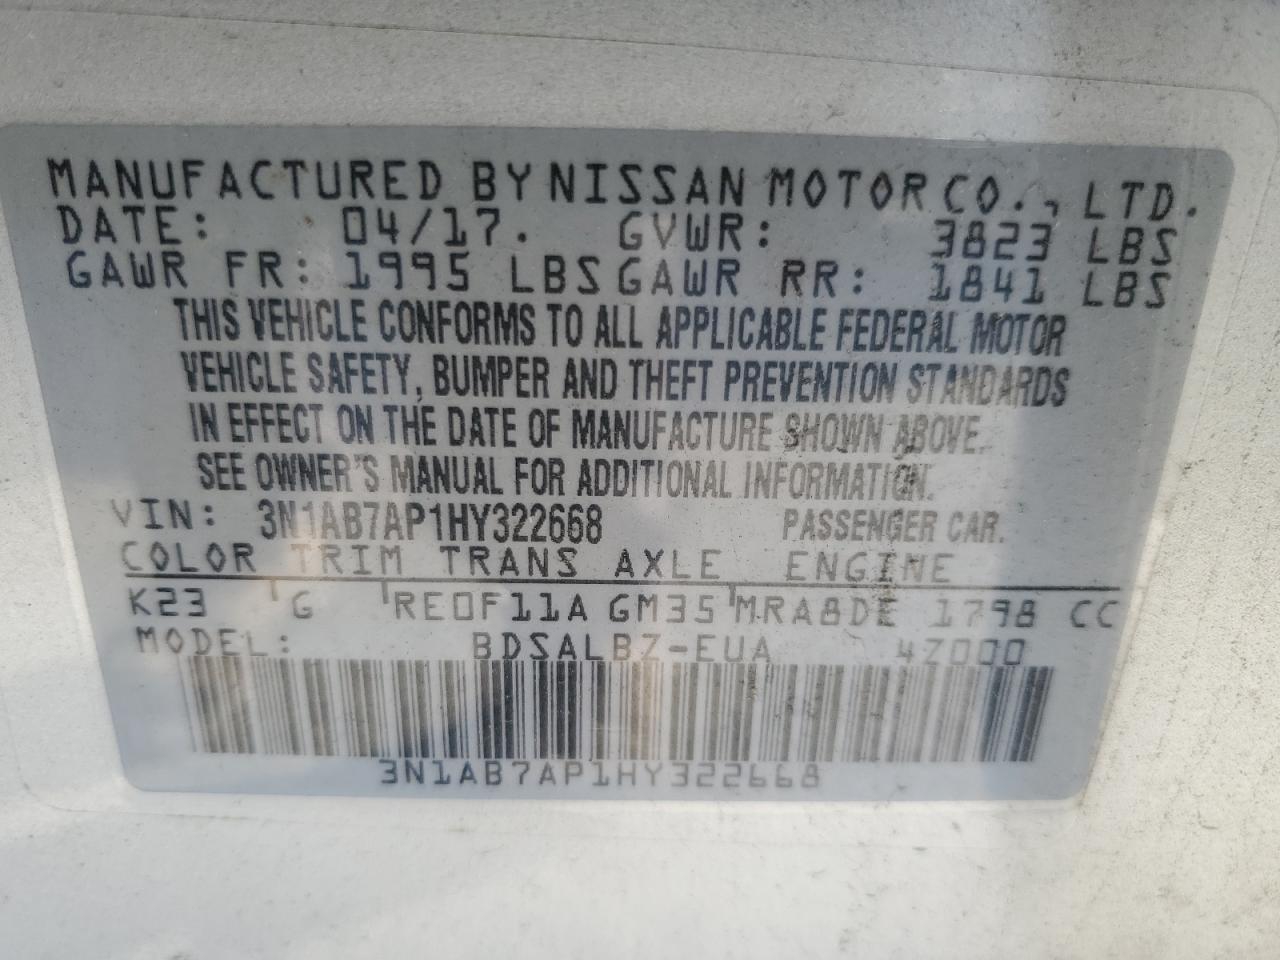 MANUFACTURED BY NISSAN MOTOR CO., LTD.
DATE: 04/17. GVWR: 3823 LBS
GAWR FR: 1995 LBS GAWR RR: 1841 LBS
THIS VEHICLE CONFORMS TO ALL APPLICABLE FEDERAL MOTOR
VEHICLE SAFETY, BUMPER AND THEFT PREVENTION STANDARDS
IN EFFECT ON THE DATE OF MANUFACTURE SHOWN ABOVE.
SEE OWNER'S MANUAL FOR ADDITIONAL INFORMATION.
VIN: 3N1AB7AP1HY322668 PASSENGER CAR.
COLOR TRIM TRANS AXLE ENGINE
K23 G RE0F11A GM35 MRA8DE 1798 CC
MODEL: BDSALBZ-EUA 4Z000
3N1AB7AP1HY322668